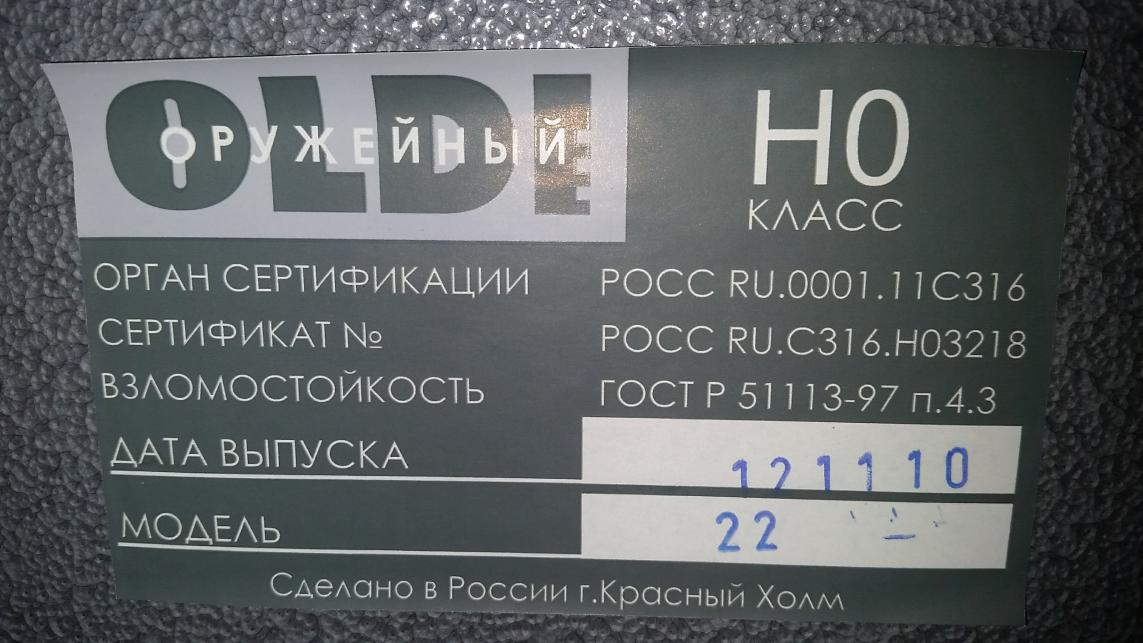 OLDI
ОРУЖЕЙНЫЙ
Н0
КЛАСС
ОРГАН СЕРТИФИКАЦИИ РОСС RU.0001.11С316
СЕРТИФИКАТ № РОСС RU.С316.Н03218
ВЗЛОМОСТОЙКОСТЬ ГОСТ Р 51113-97 п.4.3
ДАТА ВЫПУСКА 121110
МОДЕЛЬ 22
Сделано в России г.Красный Холм